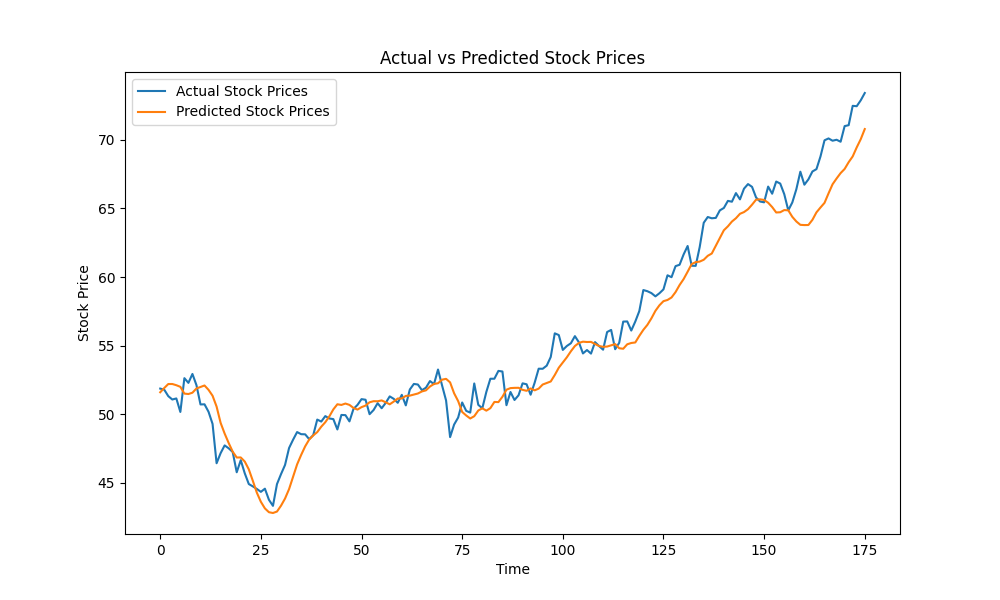 Actual vs Predicted Stock Prices
Actual Stock Prices
Predicted Stock Prices
70
65
60
55
50
45
Stock Price
0 25 50 75 100 125 150 175
Time